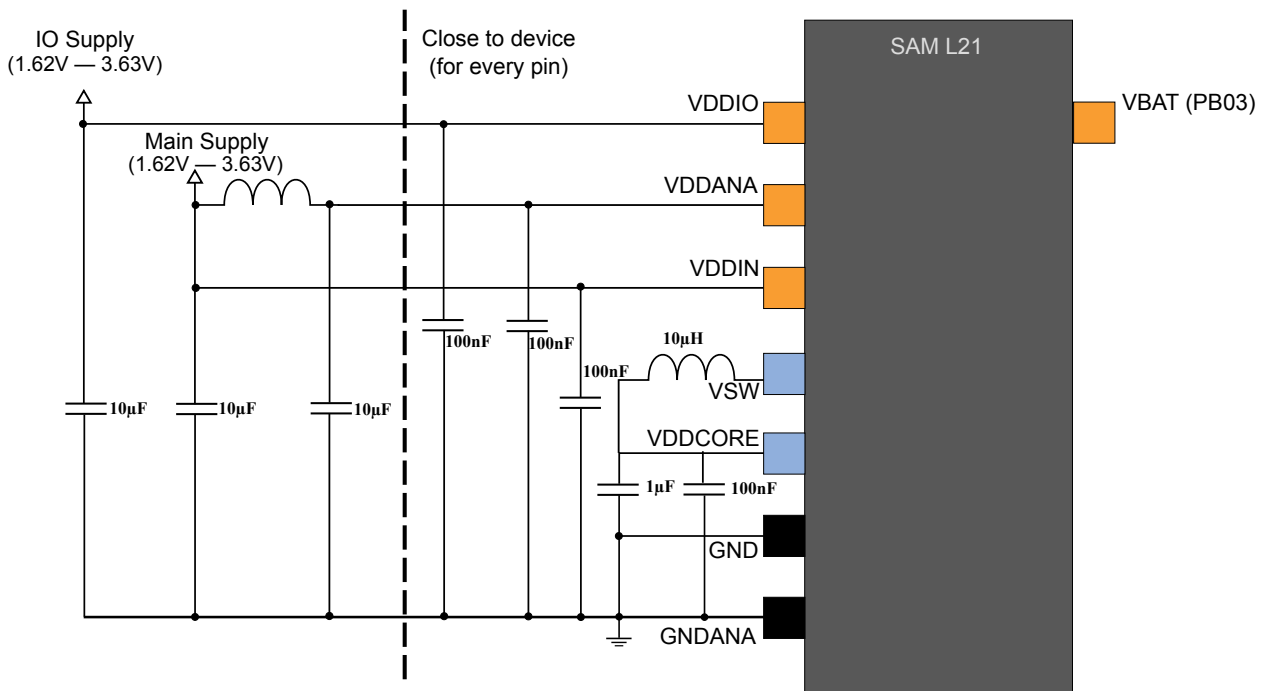 IO Supply
(1.62V — 3.63V)
Close to device
(for every pin)
SAM L21
VDDIO
VBAT (PB03)
Main Supply
(1.62V — 3.63V)
VDDANA
VDDIN
100nF
100nF
10µH
100nF
VSW
10µF
10µF
10µF
VDDCORE
1µF
100nF
GND
GNDANA